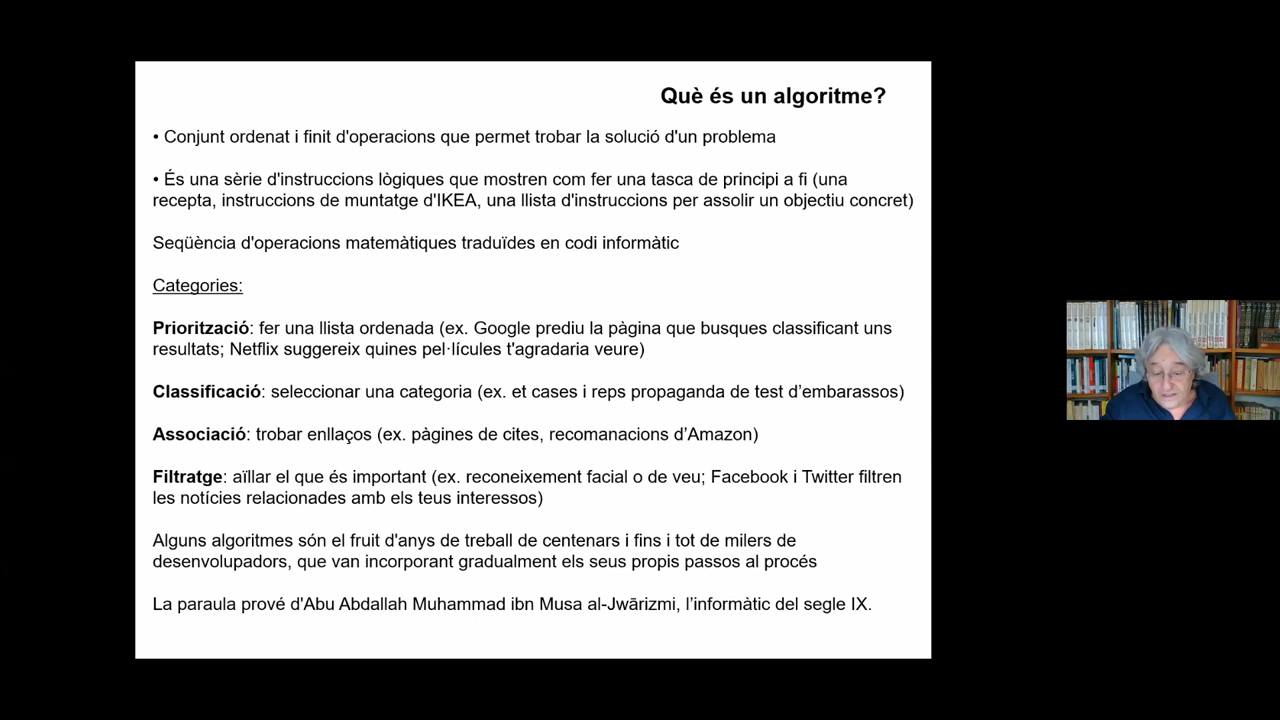 Què és un algoritme?
• Conjunt ordenat i finit d'operacions que permet trobar la solució d'un problema
• És una sèrie d'instruccions lògiques que mostren com fer una tasca de principi a fi (una
recepta, instruccions de muntatge d'IKEA, una llista d'instruccions per assolir un objectiu concret)
Seqüència d'operacions matemàtiques traduïdes en codi informàtic
Categories:
Priorització: fer una llista ordenada (ex. Google prediu la pàgina que busques classificant uns
resultats; Netflix suggereix quines pel·lícules t'agradaria veure)
Classificació: seleccionar una categoria (ex. et cases i reps propaganda de test d’embarassos)
Associació: trobar enllaços (ex. pàgines de cites, recomanacions d’Amazon)
Filtratge: aïllar el que és important (ex. reconeixement facial o de veu; Facebook i Twitter filtren
les notícies relacionades amb els teus interessos)
Alguns algoritmes són el fruit d'anys de treball de centenars i fins i tot de milers de
desenvolupadors, que van incorporant gradualment els seus propis passos al procés
La paraula prové d'Abu Abdallah Muhammad ibn Musa al-Jwārizmi, l’informàtic del segle IX.